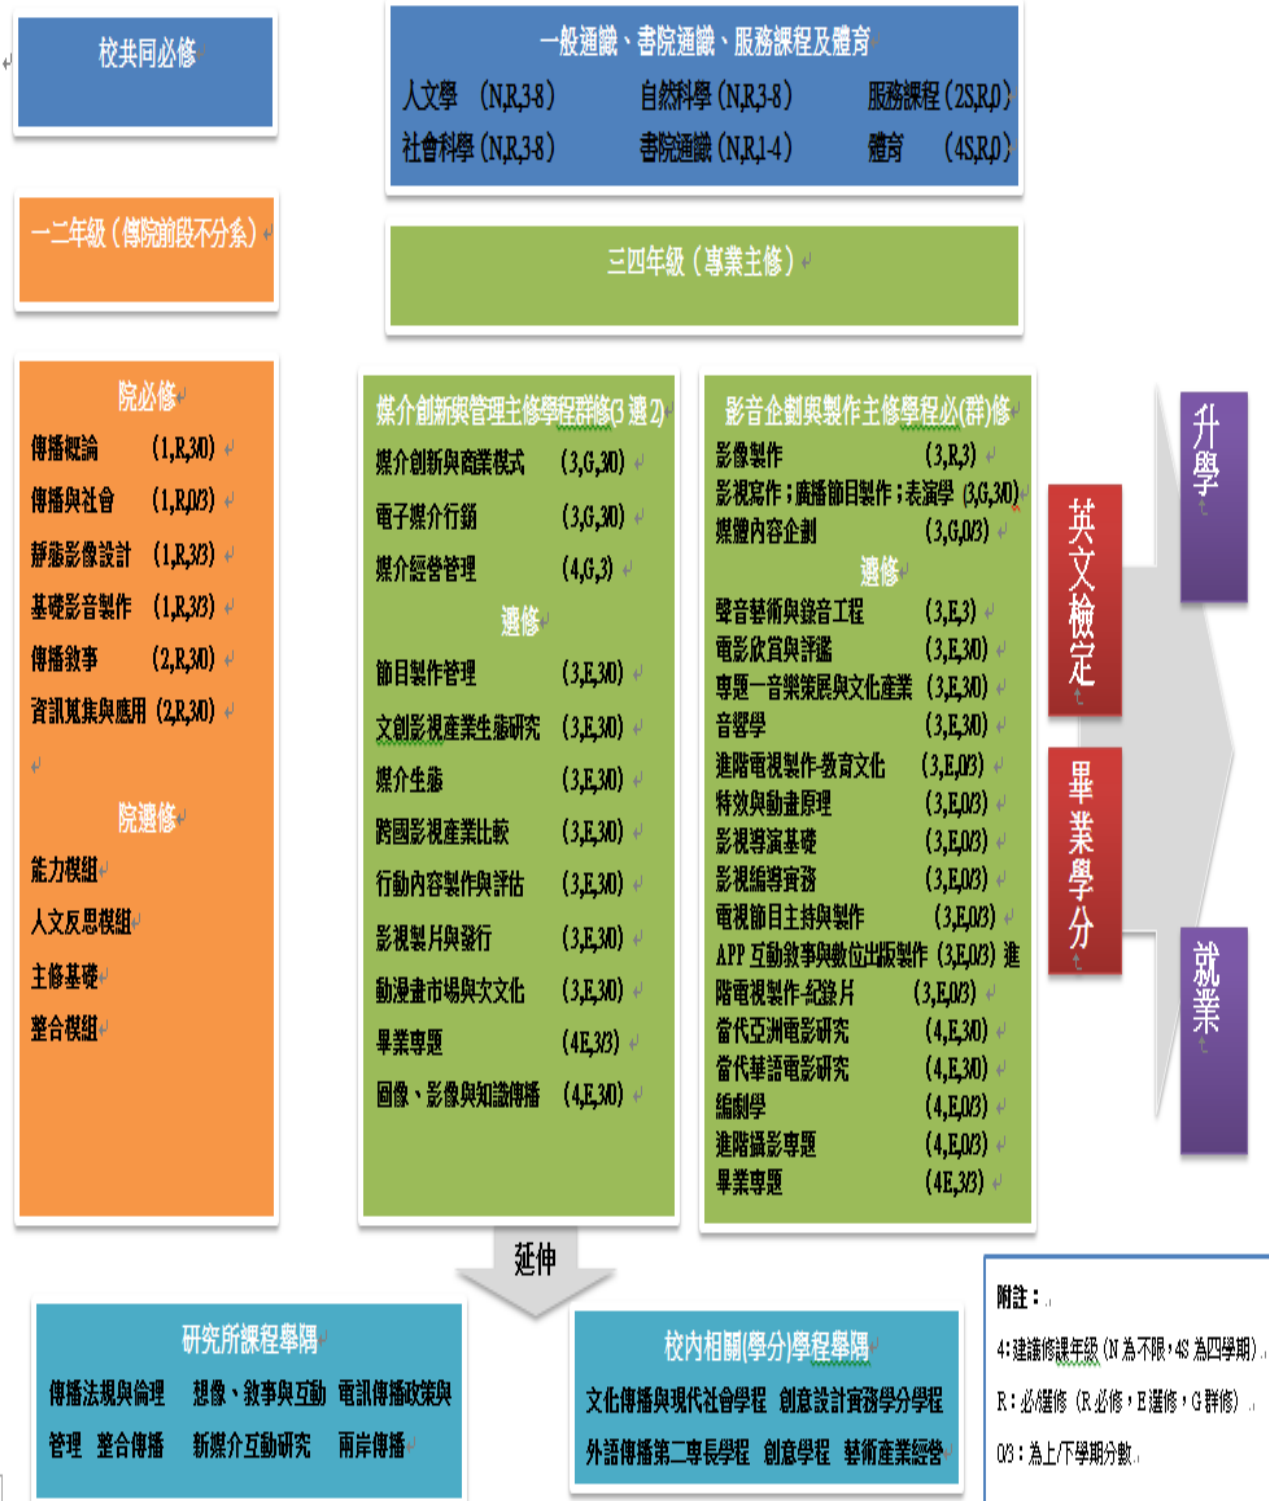 校共同必修
一般通識、書院通識、服務課程及體育
人文學 (N,R,3-8) 自然科學 (N,R,3-8) 服務課程 (2S,R,0)
社會科學 (N,R,3-8) 書院通識 (N,R,1-4) 體育 (4S,R,0)
一二年級 (傳院前段不分系)
三四年級 (專業主修)
院必修
傳播概論 (1,R,3/0)
傳播與社會 (1,R,0/3)
靜態影像設計 (1,R,3/3)
基礎影音製作 (1,R,3/3)
傳播敘事 (2,R,3/0)
資訊蒐集與應用 (2,R,3/0)
院選修
能力模組
人文反思模組
主修基礎
整合模組
媒介創新與管理主修學程群修(3 選 2)
媒介創新與商業模式 (3,G,3/0)
電子媒介行銷 (3,G,3/0)
媒介經營管理 (4,G,3)
選修
節目製作管理 (3,E,3/0)
文創影視產業生態研究 (3,E,3/0)
媒介生態 (3,E,3/0)
跨國影視產業比較 (3,E,3/0)
行動內容製作與評估 (3,E,3/0)
影視製片與發行 (3,E,3/0)
動漫畫市場與次文化 (3,E,3/0)
畢業專題 (4E,3/3)
圖像、影像與知識傳播 (4,E,3/0)
影音企劃與製作主修學程必(群)修
影像製作 (3,R,3)
影視寫作;廣播節目製作;表演學 (3,G,3/0)
媒體內容企劃 (3,G,0/3)
選修
聲音藝術與錄音工程 (3,E,3)
電影欣賞與評鑑 (3,E,3/0)
專題—音樂策展與文化產業 (3,E,3/0)
音響學 (3,E,3/0)
進階電視製作-教育文化 (3,E,0/3)
特效與動畫原理 (3,E,0/3)
影視導演基礎 (3,E,0/3)
影視編導實務 (3,E,0/3)
電視節目主持與製作 (3,E,0/3)
APP 互動敘事與數位出版製作 (3,E,0/3) 進
階電視製作-紀錄片 (3,E,0/3)
當代亞洲電影研究 (4,E,3/0)
當代華語電影研究 (4,E,3/0)
編劇學 (4,E,0/3)
進階攝影專題 (4,E,0/3)
畢業專題 (4E,3/3)
英文檢定
畢業學分
升學
就業
延伸
研究所課程舉隅
傳播法規與倫理 想像、敘事與互動 電訊傳播政策與
管理 整合傳播 新媒介互動研究 兩岸傳播
校內相關(學分)學程舉隅
文化傳播與現代社會學程 創意設計實務學分學程
外語傳播第二專長學程 創意學程 藝術產業經營
附註：
4:建議修課年級 (N 為不限，4S 為四學期)
R：必/選修 (R 必修，E 選修，G 群修)
0/3：為上/下學期分數